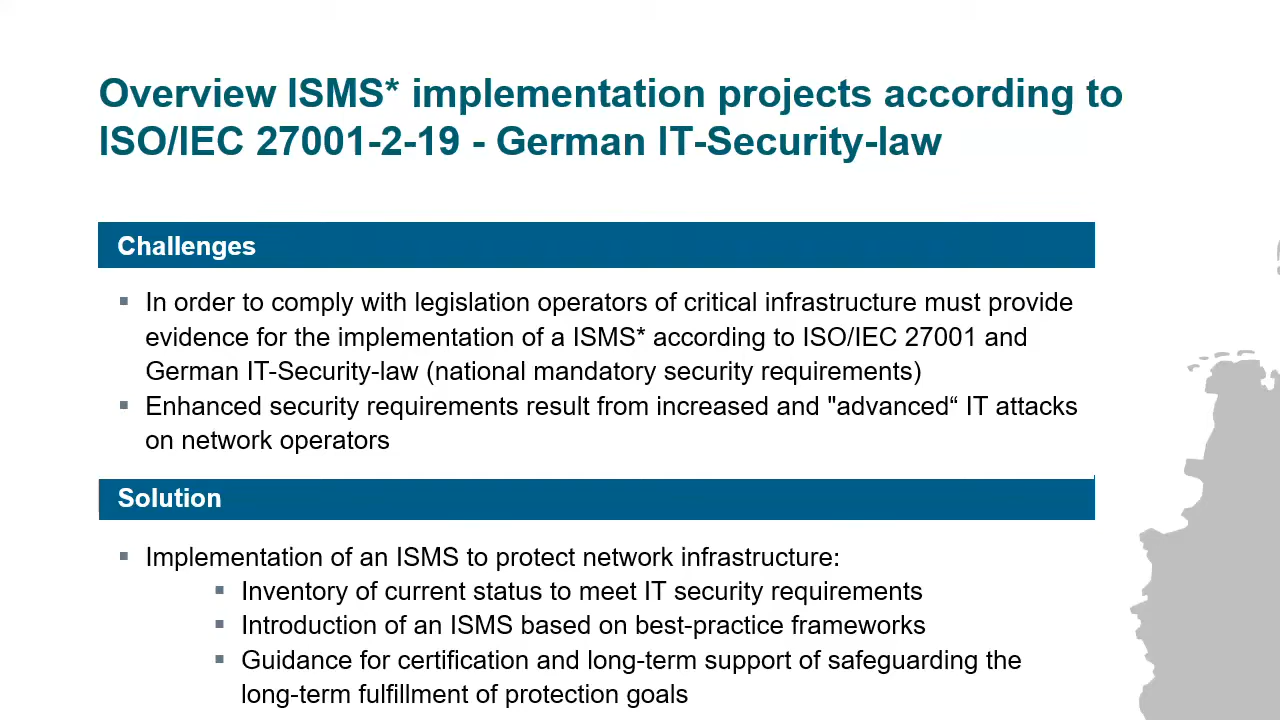 Overview ISMS* implementation projects according to
ISO/IEC 27001-2-19 - German IT-Security-law
Challenges
▪ In order to comply with legislation operators of critical infrastructure must provide
evidence for the implementation of a ISMS* according to ISO/IEC 27001 and
German IT-Security-law (national mandatory security requirements)
▪ Enhanced security requirements result from increased and "advanced“ IT attacks
on network operators
Solution
▪ Implementation of an ISMS to protect network infrastructure:
▪ Inventory of current status to meet IT security requirements
▪ Introduction of an ISMS based on best-practice frameworks
▪ Guidance for certification and long-term support of safeguarding the
long-term fulfillment of protection goals